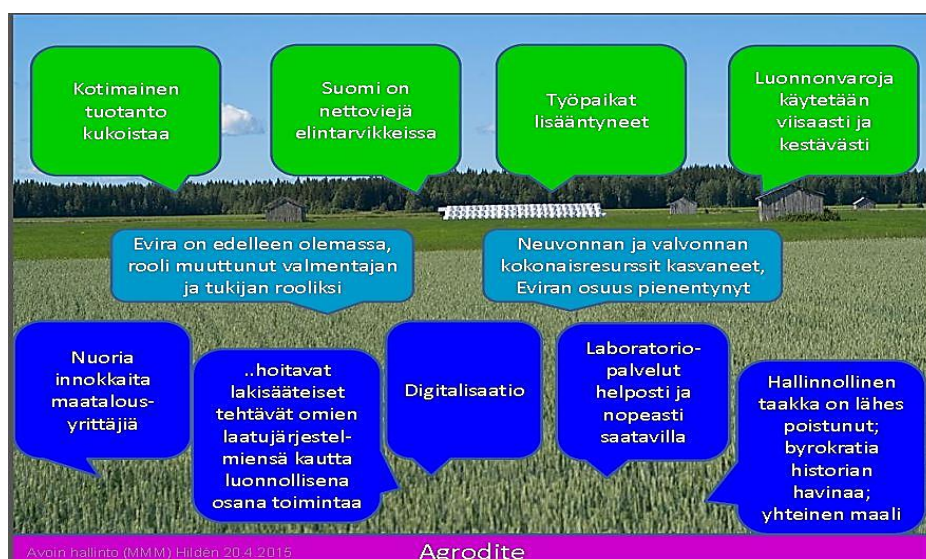 Kotimainen
tuotanto
kukoistaa
Suomi on
nettoviejä
elintarvikkeissa
Työpaikat
lisääntyneet
Luonnonvaroja
käytetään
viisaasti ja
kestävästi
Evira on edelleen olemassa,
rooli muuttunut valmentajan
ja tukijan rooliksi
Neuvonnan ja valvonnan
kokonaisresurssit kasvaneet,
Eviran osuus pienentynyt
Nuoria
innokkaita
maatalous-
yrittäjiä
..hoitavat
lakisääteiset
tehtävät omien
laatujärjestel-
miensä kautta
luonnollisena
osana toimintaa
Digitalisaatio
Laboratorio-
palvelut
helposti ja
nopeasti
saatavilla
Hallinnollinen
taakka on lähes
poistunut;
byrokratia
historian
havinaa;
yhteinen maali
Avoin hallinto (MMM) Hildén 20.4.2015
Agrodite